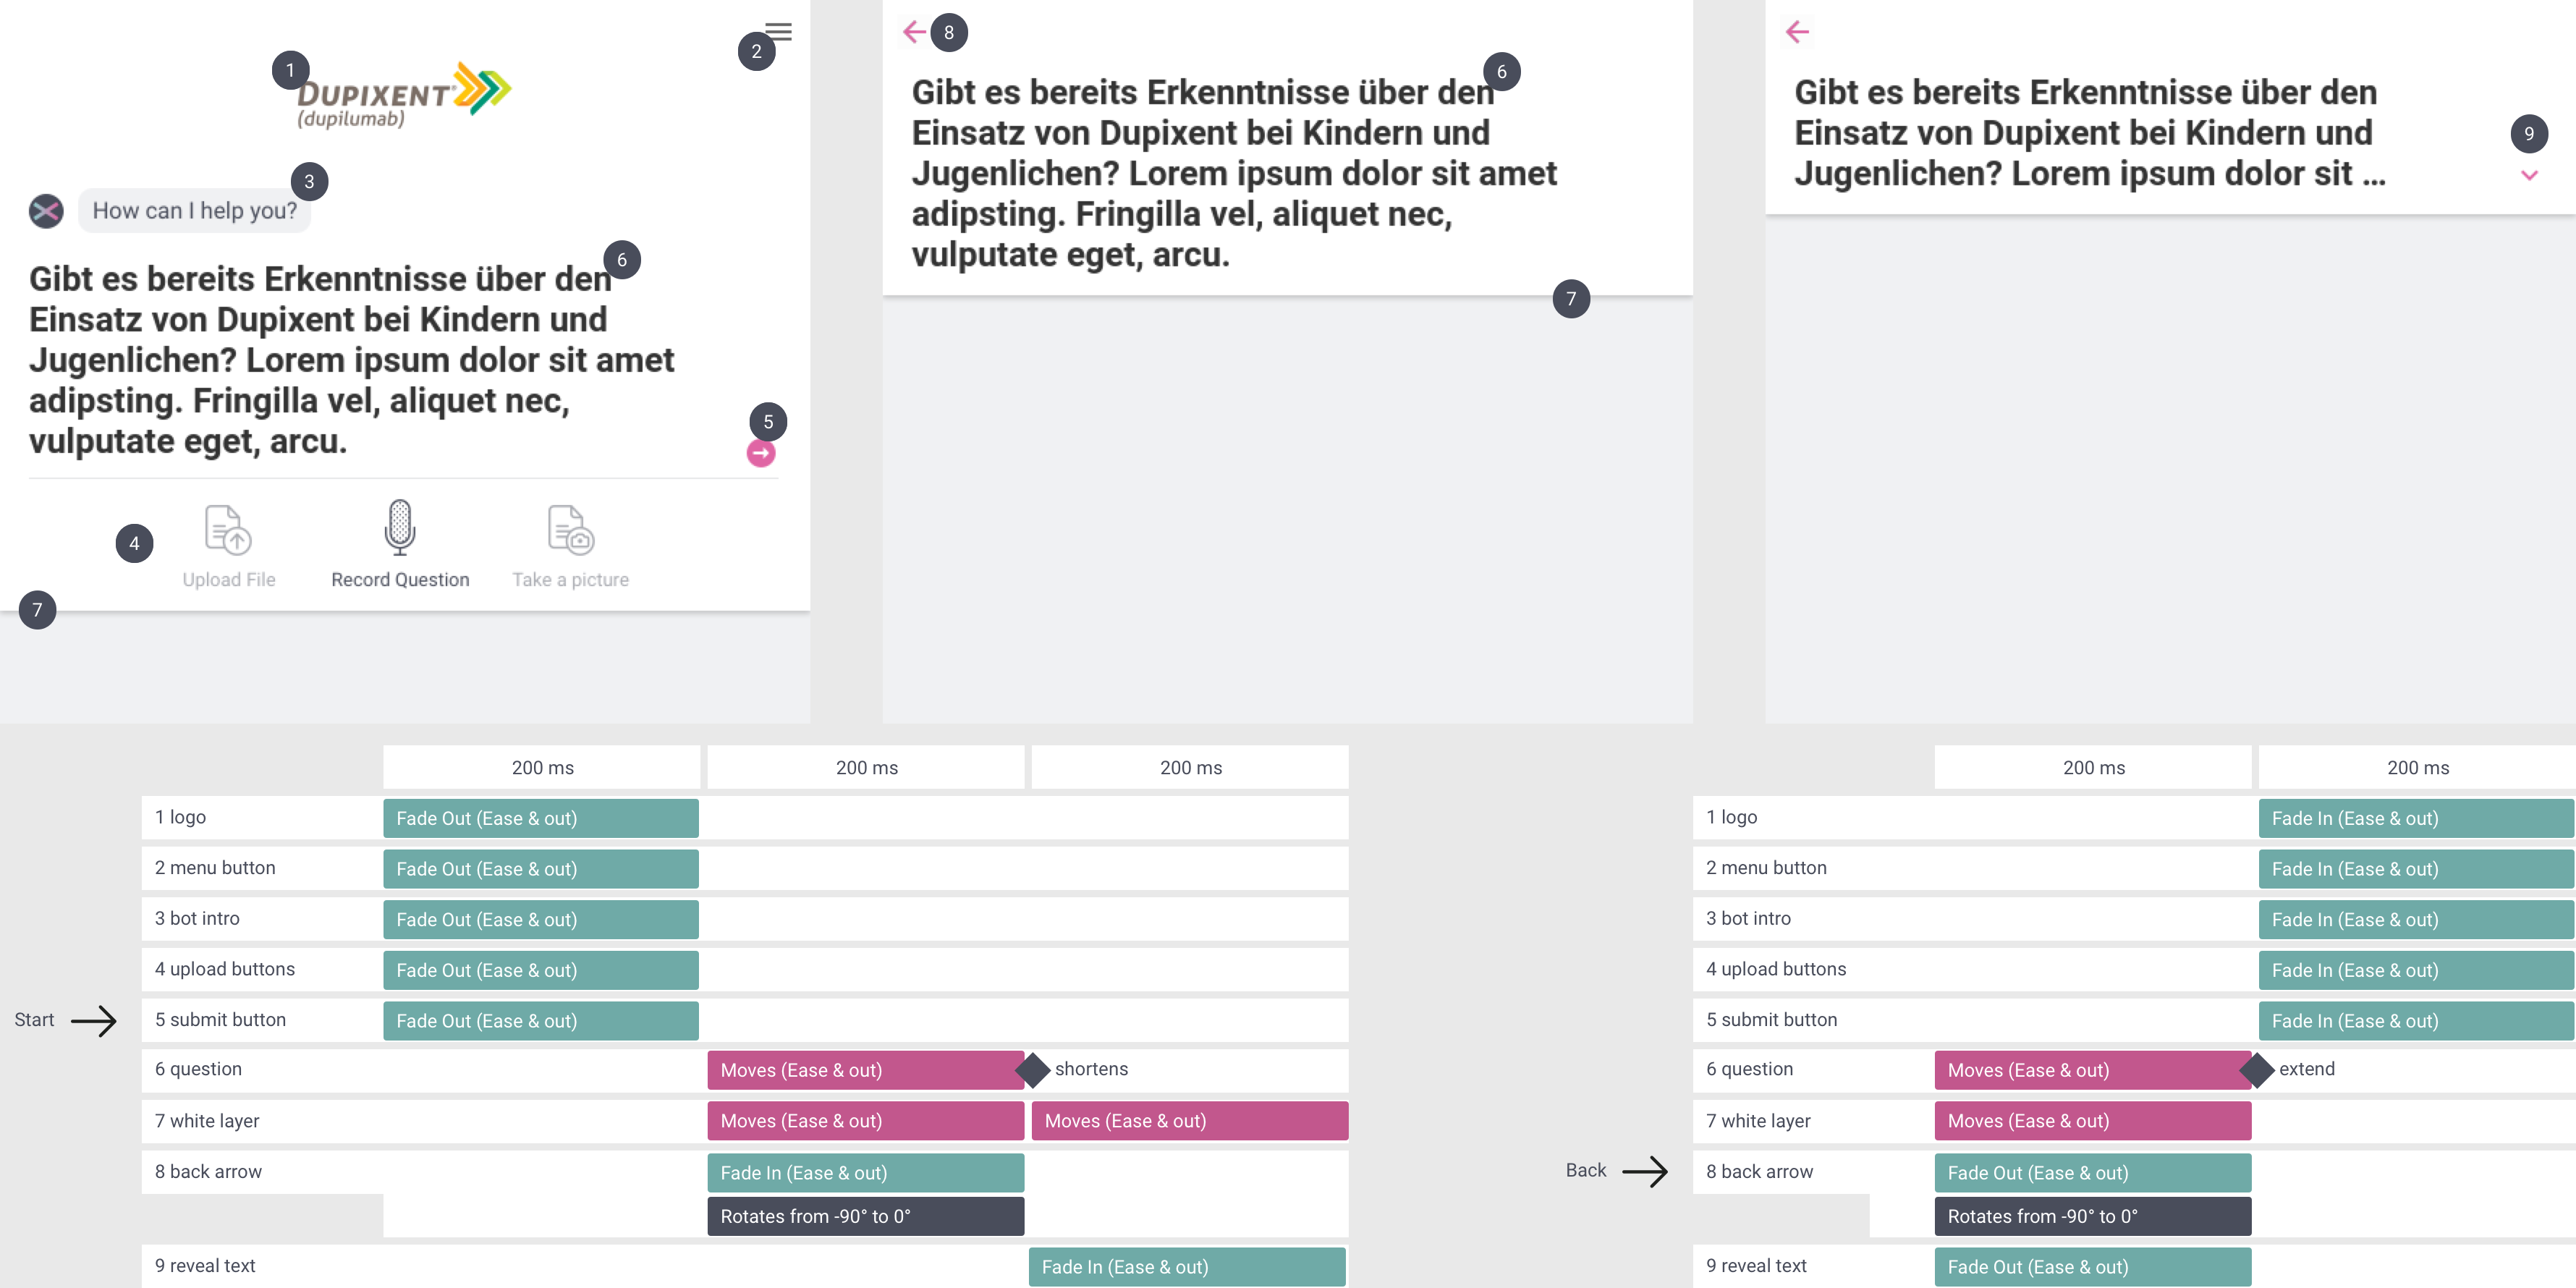 1
2
DUPIXENT®
(dupilumab)
3
How can I help you?
6
Gibt es bereits Erkenntnisse über den
Einsatz von Dupixent bei Kindern und
Jugenlichen? Lorem ipsum dolor sit amet
adipsting. Fringilla vel, aliquet nec,
vulputate eget, arcu.
5
4
Upload File
Record Question
Take a picture
7
8
6
Gibt es bereits Erkenntnisse über den
Einsatz von Dupixent bei Kindern und
Jugenlichen? Lorem ipsum dolor sit amet
adipsting. Fringilla vel, aliquet nec,
vulputate eget, arcu.
7
Gibt es bereits Erkenntnisse über den
Einsatz von Dupixent bei Kindern und
Jugenlichen? Lorem ipsum dolor sit ...
9
200 ms 200 ms 200 ms
1 logo Fade Out (Ease & out)
2 menu button Fade Out (Ease & out)
3 bot intro Fade Out (Ease & out)
4 upload buttons Fade Out (Ease & out)
Start
5 submit button Fade Out (Ease & out)
6 question Moves (Ease & out) shortens
7 white layer Moves (Ease & out) Moves (Ease & out)
8 back arrow Fade In (Ease & out)
Rotates from -90° to 0°
9 reveal text Fade In (Ease & out)
200 ms 200 ms
1 logo Fade In (Ease & out)
2 menu button Fade In (Ease & out)
3 bot intro Fade In (Ease & out)
4 upload buttons Fade In (Ease & out)
5 submit button Fade In (Ease & out)
6 question Moves (Ease & out) extend
7 white layer Moves (Ease & out)
Back
8 back arrow Fade Out (Ease & out)
Rotates from -90° to 0°
9 reveal text Fade Out (Ease & out)